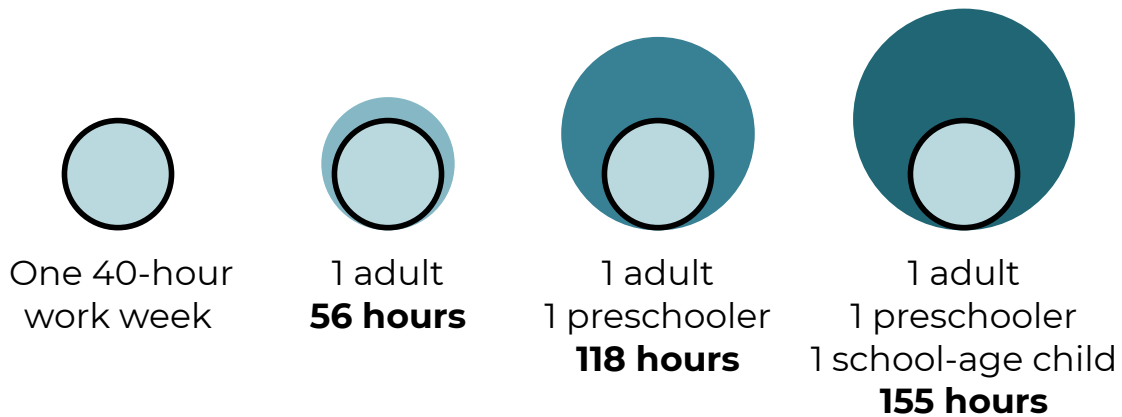 One 40-hour
work week
1 adult
56 hours
1 adult
1 preschooler
118 hours
1 adult
1 preschooler
1 school-age child
155 hours